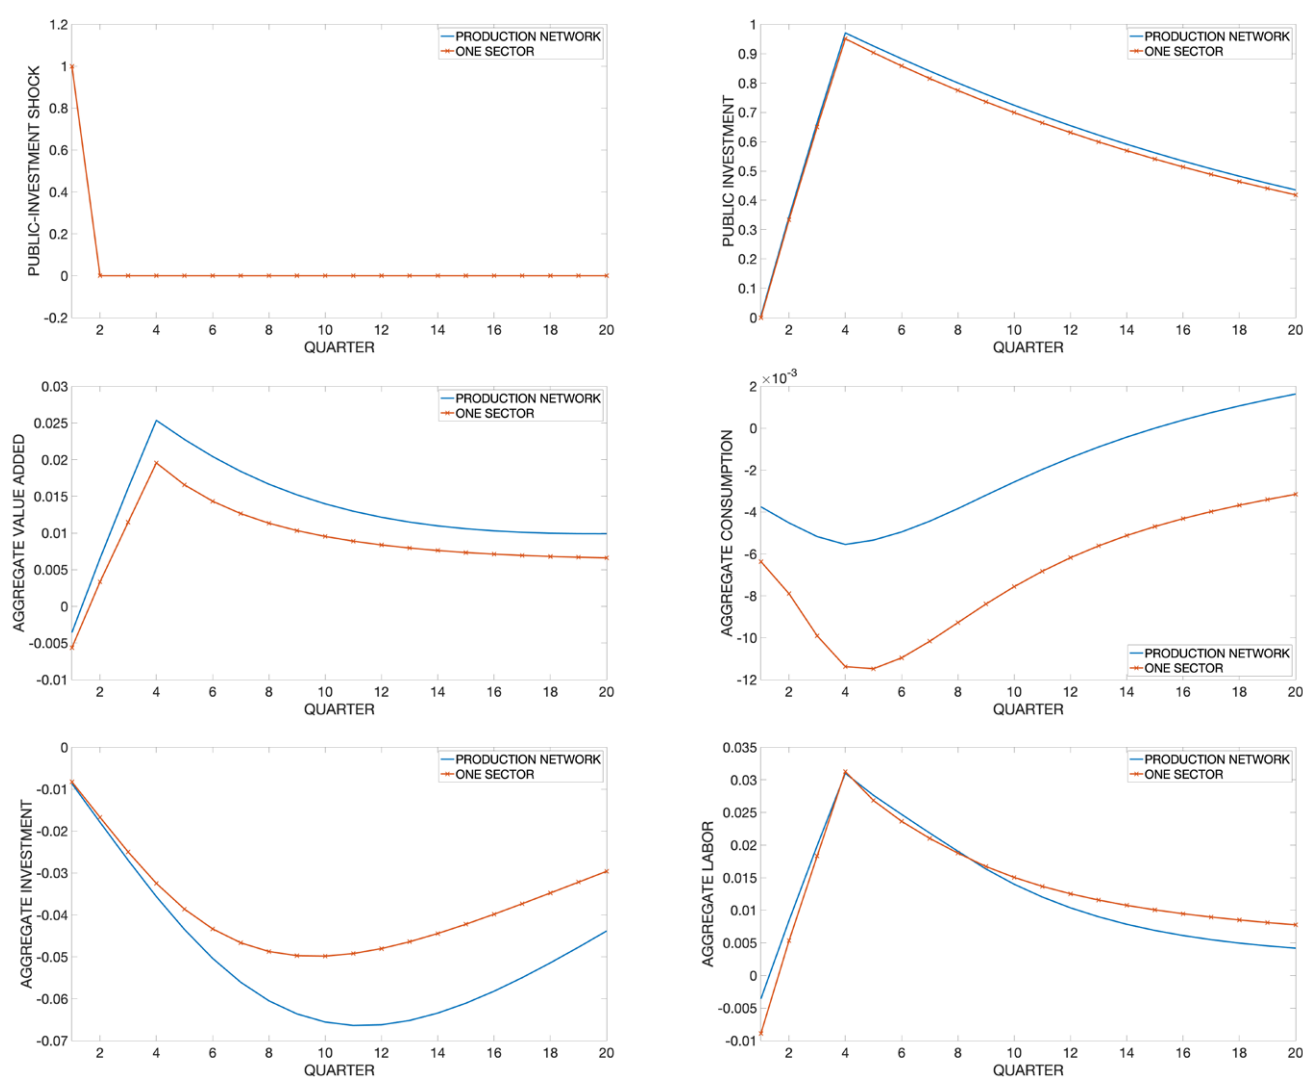 1.2
1
0.8
0.6
0.4
0.2
0
-0.2
PUBLIC-INVESTMENT SHOCK
PRODUCTION NETWORK
ONE SECTOR
2 4 6 8 10 12 14 16 18 20
QUARTER
1
0.9
0.8
0.7
0.6
0.5
0.4
0.3
0.2
0.1
0
PUBLIC INVESTMENT
PRODUCTION NETWORK
ONE SECTOR
2 4 6 8 10 12 14 16 18 20
QUARTER
0.03
0.025
0.02
0.015
0.01
0.005
0
-0.005
-0.01
AGGREGATE VALUE ADDED
PRODUCTION NETWORK
ONE SECTOR
2 4 6 8 10 12 14 16 18 20
QUARTER
×10⁻³
2
0
-2
-4
-6
-8
-10
-12
AGGREGATE CONSUMPTION
PRODUCTION NETWORK
ONE SECTOR
2 4 6 8 10 12 14 16 18 20
QUARTER
0
-0.01
-0.02
-0.03
-0.04
-0.05
-0.06
-0.07
AGGREGATE INVESTMENT
PRODUCTION NETWORK
ONE SECTOR
2 4 6 8 10 12 14 16 18 20
QUARTER
0.035
0.03
0.025
0.02
0.015
0.01
0.005
0
-0.005
-0.01
AGGREGATE LABOR
PRODUCTION NETWORK
ONE SECTOR
2 4 6 8 10 12 14 16 18 20
QUARTER